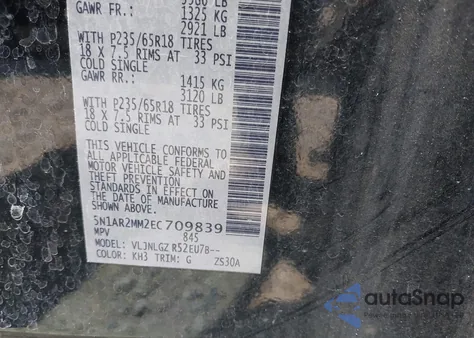 GAWR FR.: 1325 KG
2921 LB
WITH P235/65R18 TIRES
18 X 7.5 RIMS AT 33 PSI
COLD SINGLE
GAWR RR.: 1415 KG
3120 LB
WITH P235/65R18 TIRES
18 X 7.5 RIMS AT 33 PSI
COLD SINGLE
THIS VEHICLE CONFORMS TO
ALL APPLICABLE FEDERAL
MOTOR VEHICLE SAFETY AND
THEFT PREVENTION
STANDARDS IN EFFECT ON
THE DATE OF MANUFACTURE
SHOWN ABOVE.
5N1AR2MM2EC709839
MPV 845
MODEL: VLJNLGZ R52EU7B--
COLOR: KH3 TRIM: G ZS30A
autoSnap